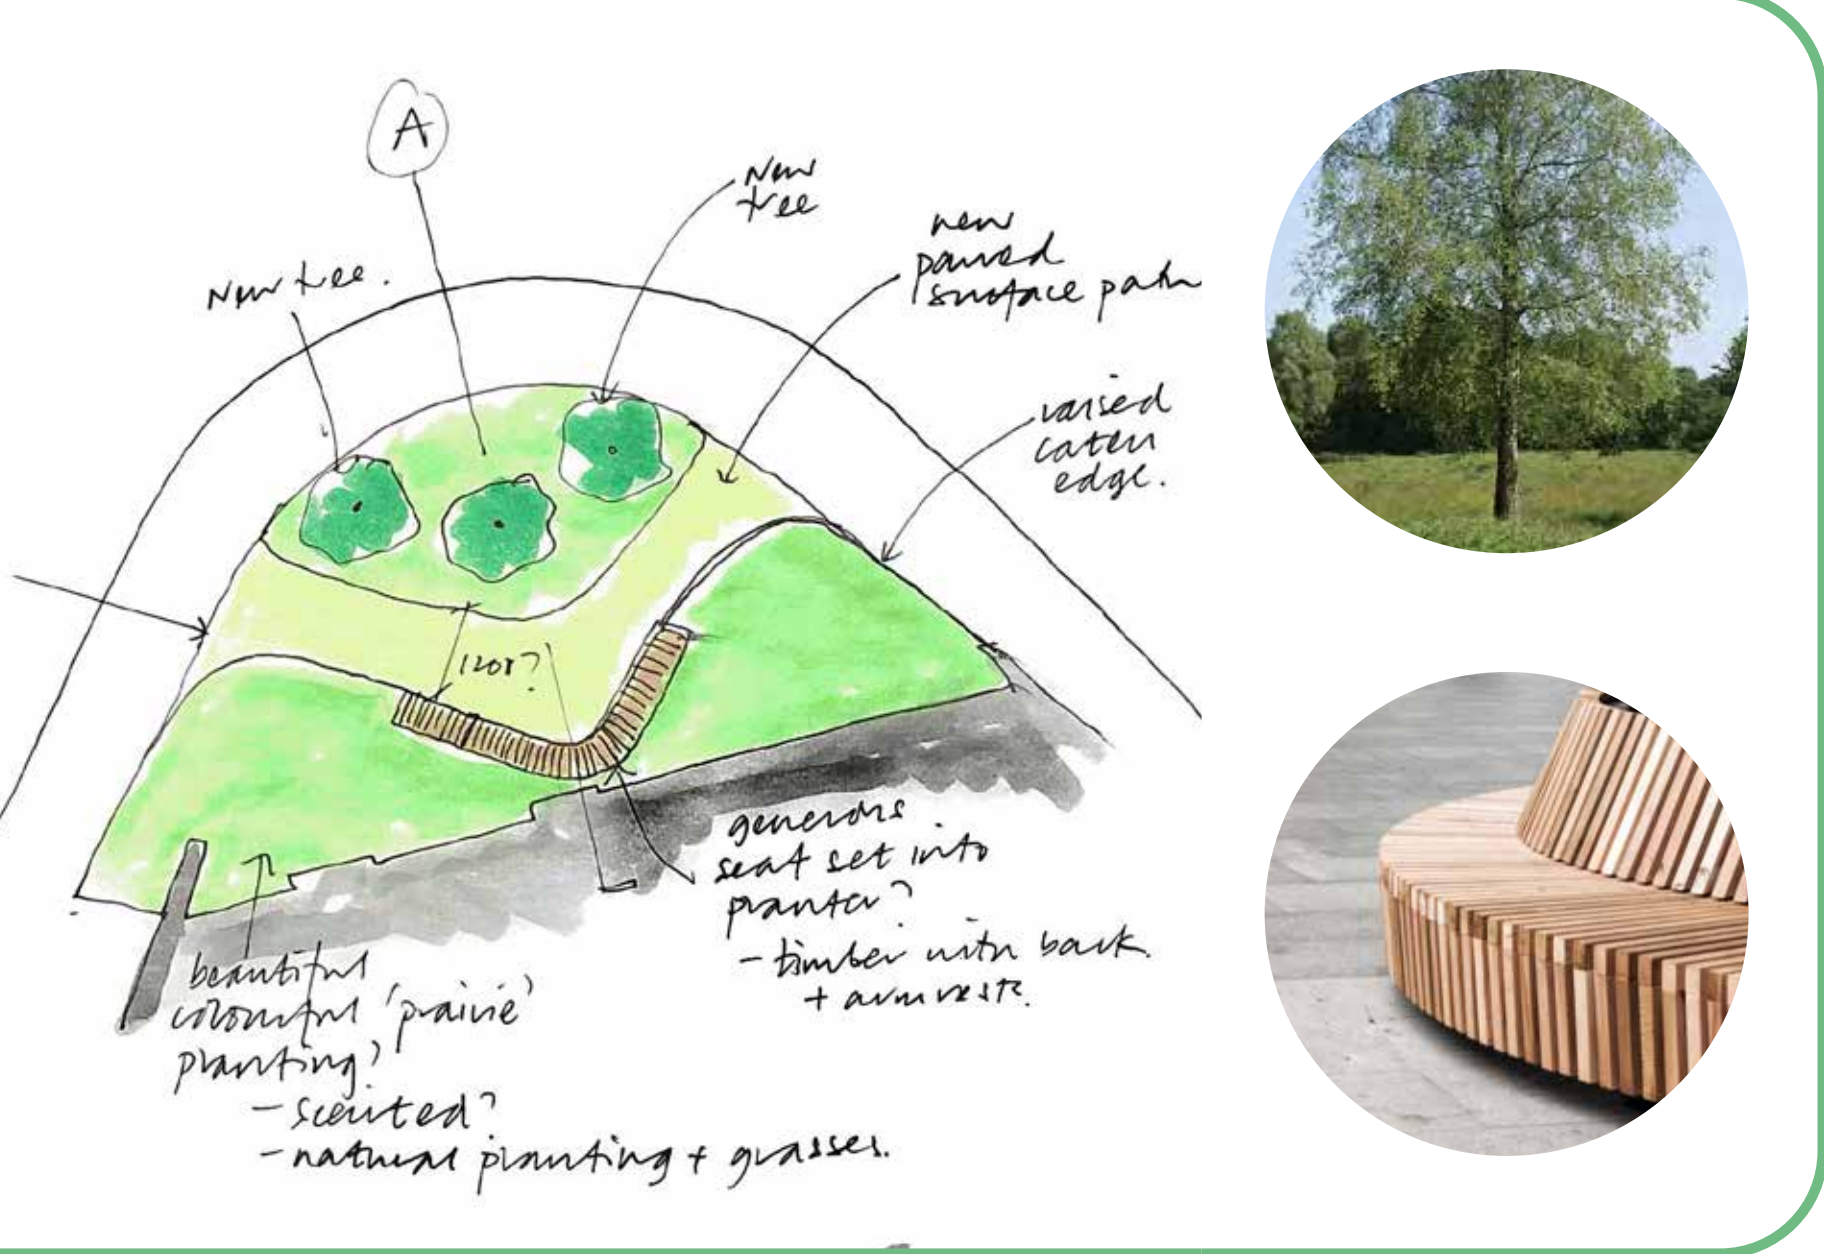 A
New
tree
New tree.
new
paved
surface path
raised
corten
edge.
generous
seat set into
planter?
- timber with back
+ armrests.
beautiful
colourful 'prairie'
planting?
- scented?
- natural planting + grasses.